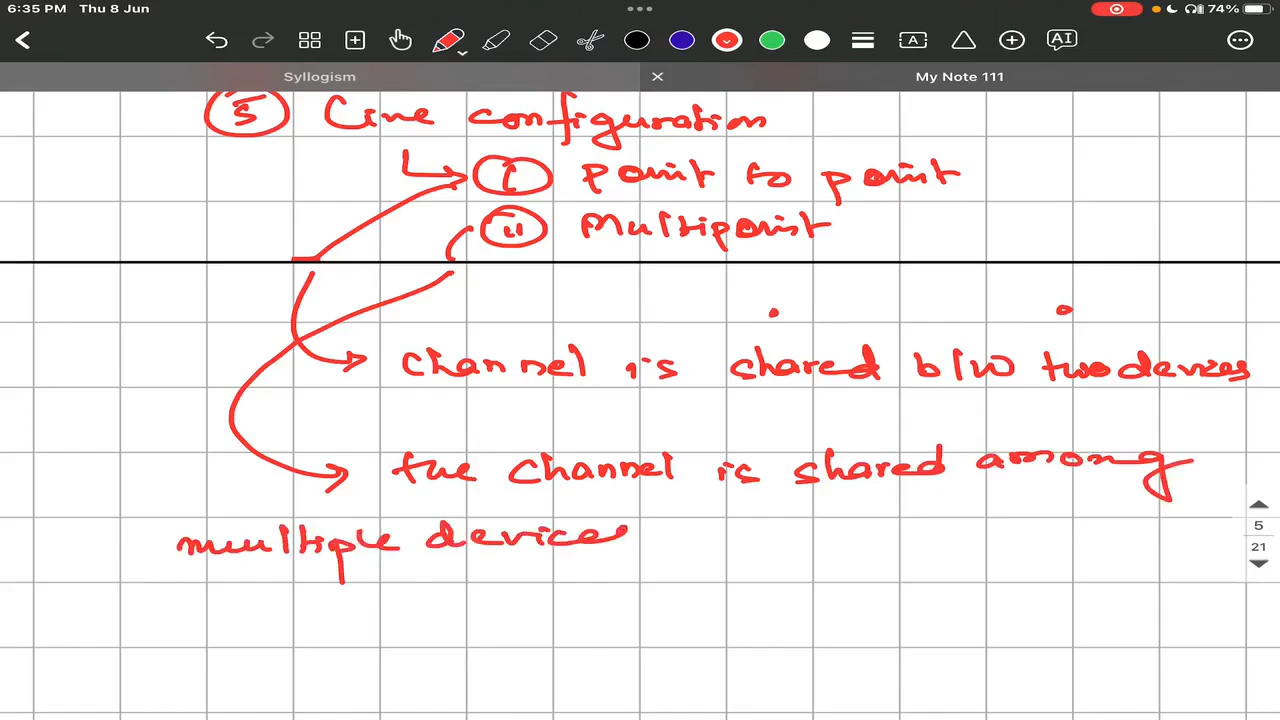 6:35 PM Thu 8 Jun 74%
A AI
Syllogism My Note 111
5 Line configuration
i point to point
ii Multipoint
channel is shared b/w two devices
the channel is shared among
multiple devices
5
21